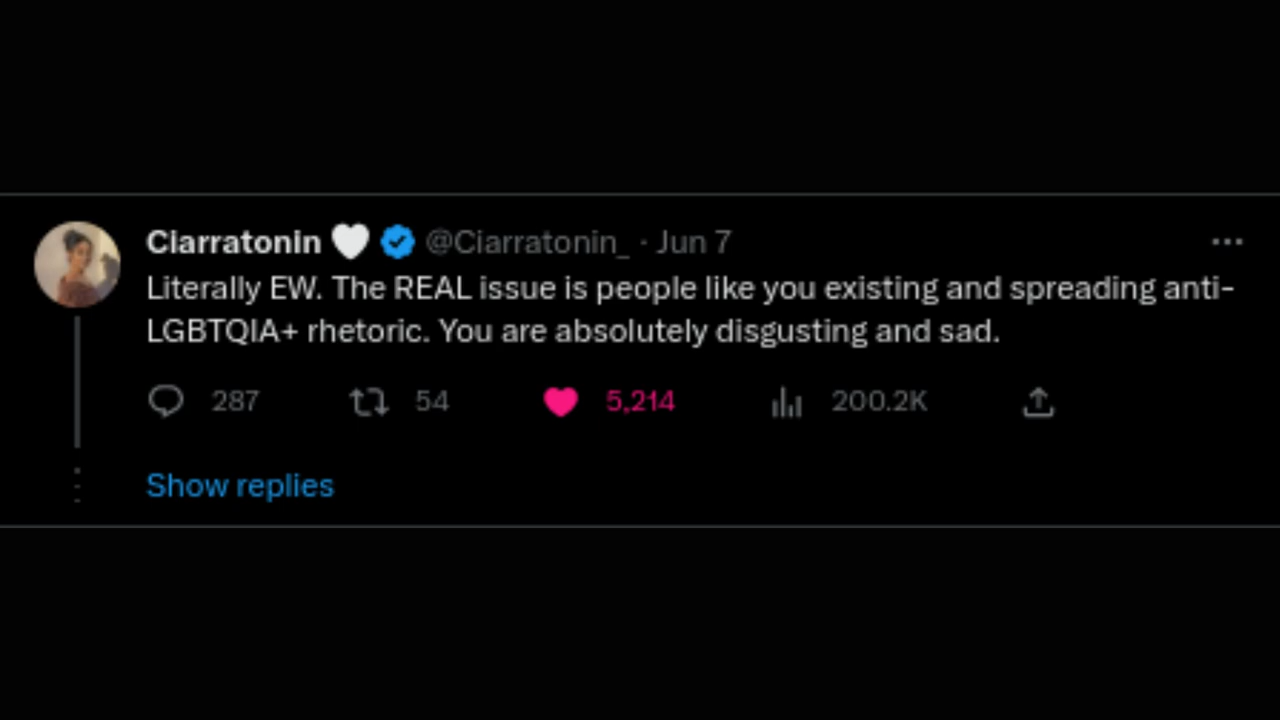 Ciarratonin 🤍 @Ciarratonin_ · Jun 7
Literally EW. The REAL issue is people like you existing and spreading anti-
LGBTQIA+ rhetoric. You are absolutely disgusting and sad.
287 54 5,214 200.2K
Show replies